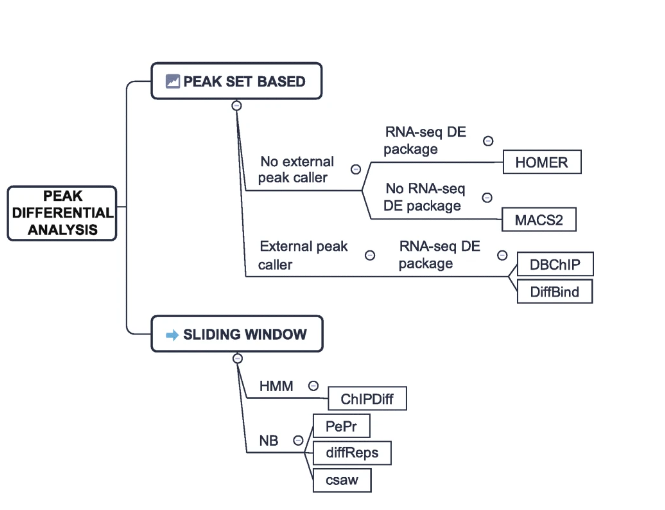 PEAK SET BASED
RNA-seq DE
package
HOMER
No external
peak caller
No RNA-seq
DE package
MACS2
PEAK
DIFFERENTIAL
ANALYSIS
External peak
caller
RNA-seq DE
package
DBChIP
DiffBind
SLIDING WINDOW
HMM
ChIPDiff
PePr
NB
diffReps
csaw